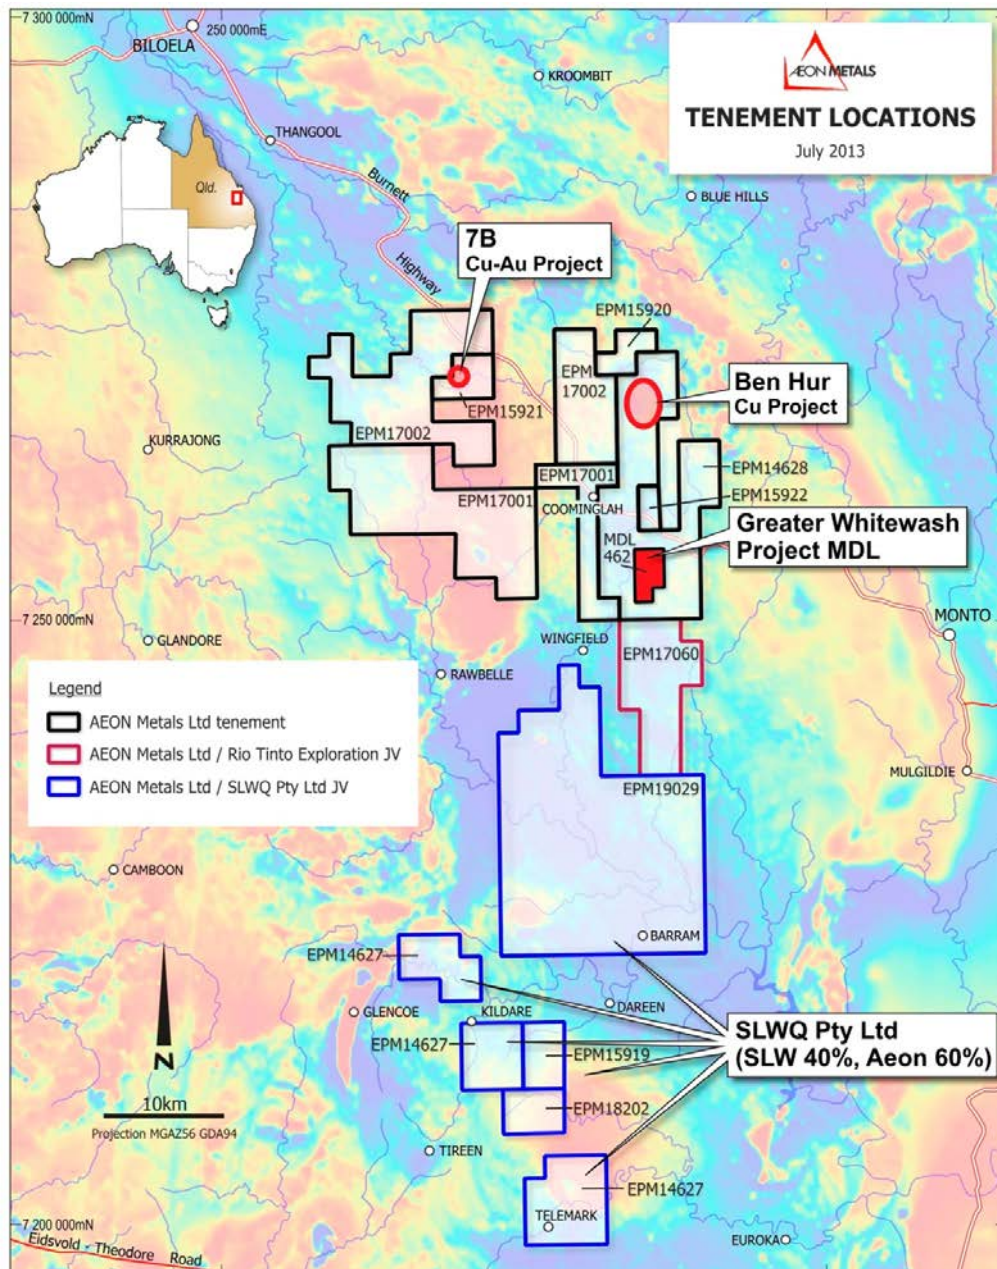 7 300 000mN
250 000mE
BILOELA
KROOMBIT
AEON METALS
TENEMENT LOCATIONS
July 2013
THANGOOL
Qld.
Burnett
Highway
BLUE HILLS
7B
Cu-Au Project
EPM15920
EPM
17002
Ben Hur
Cu Project
EPM15921
EPM17002
KURRAJONG
EPM17001
EPM17001
COOMINGLAH
EPM14628
EPM15922
Greater Whitewash
Project MDL
MDL
462
7 250 000mN
GLANDORE
WINGFIELD
EPM17060
MONTO
RAWBELLE
Legend
AEON Metals Ltd tenement
AEON Metals Ltd / Rio Tinto Exploration JV
AEON Metals Ltd / SLWQ Pty Ltd JV
EPM19029
MULGILDIE
CAMBOON
BARRAM
EPM14627
GLENCOE
KILDARE
DAREEN
EPM14627
EPM15919
SLWQ Pty Ltd
(SLW 40%, Aeon 60%)
N
10km
Projection MGAZ56 GDA94
EPM18202
TIREEN
EPM14627
TELEMARK
7 200 000mN
EUROKA
Eidsvold - Theodore Road